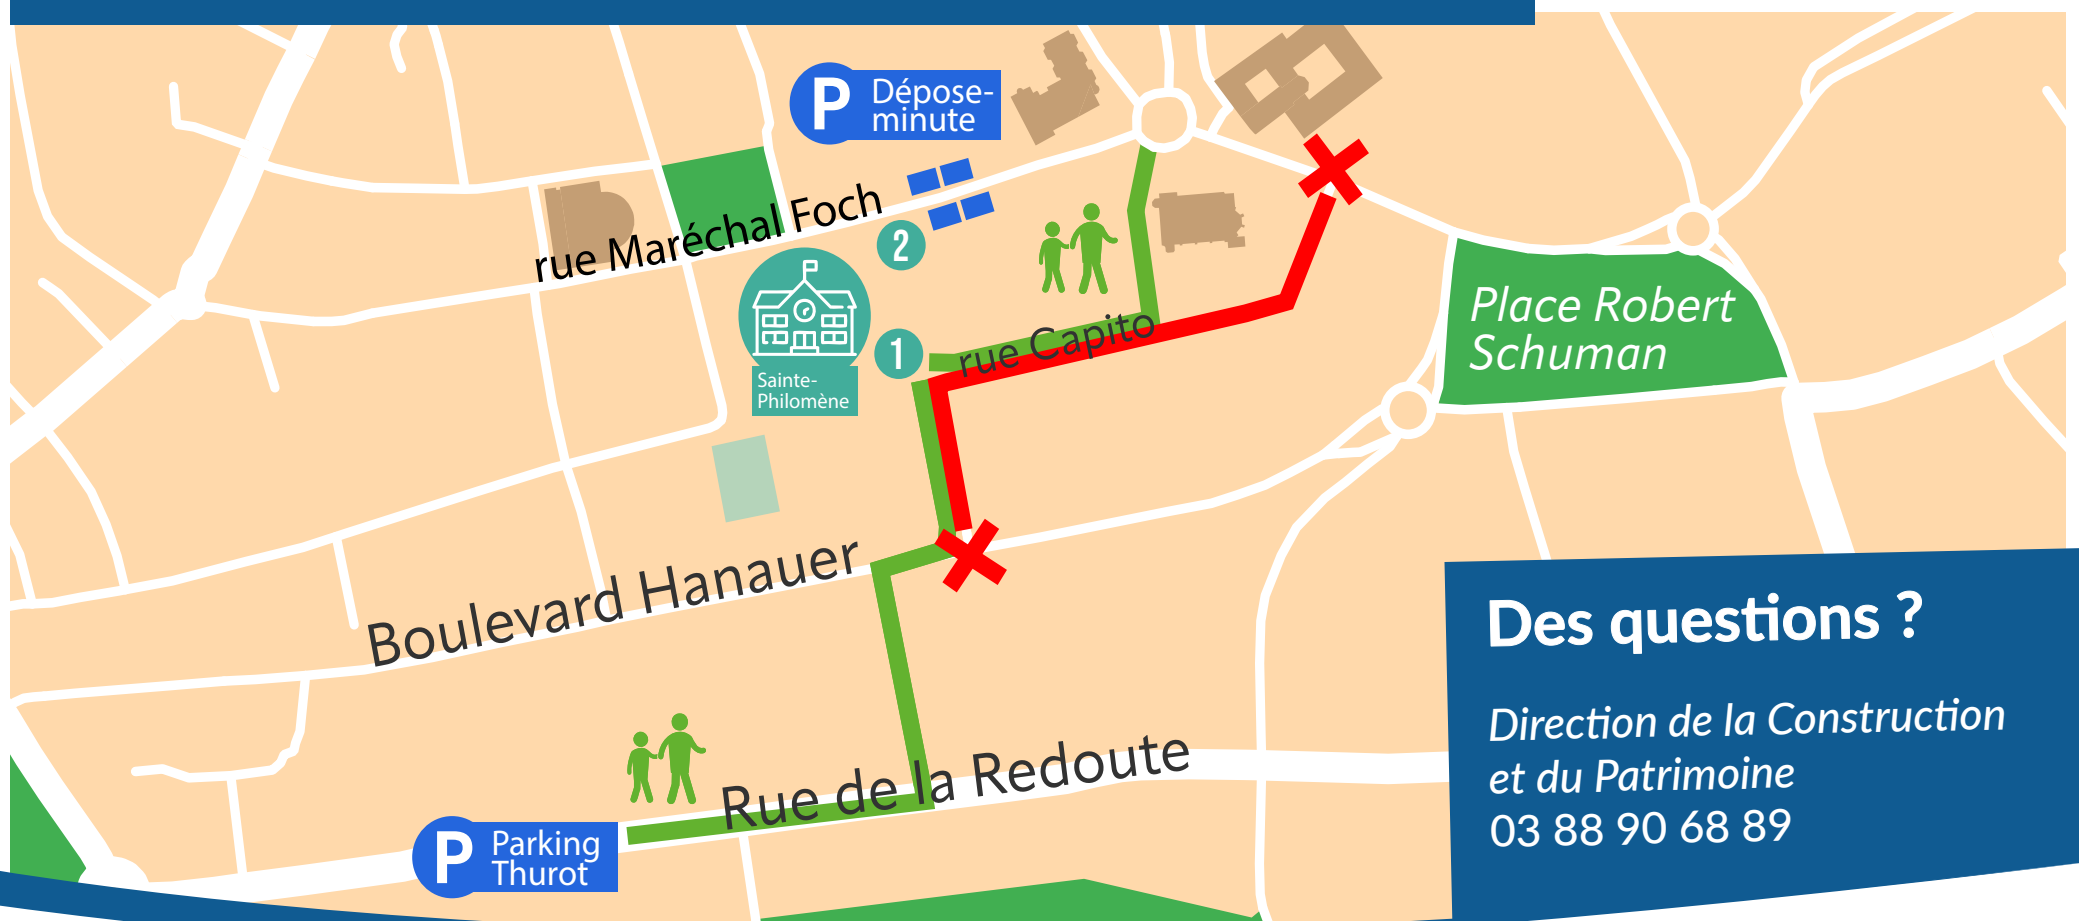 P
Dépose-
minute
rue Maréchal Foch
2
1
Sainte-
Philomène
rue Capito
Place Robert
Schuman
Boulevard Hanauer
Rue de la Redoute
P
Parking
Thurot
Des questions ?
Direction de la Construction
et du Patrimoine
03 88 90 68 89